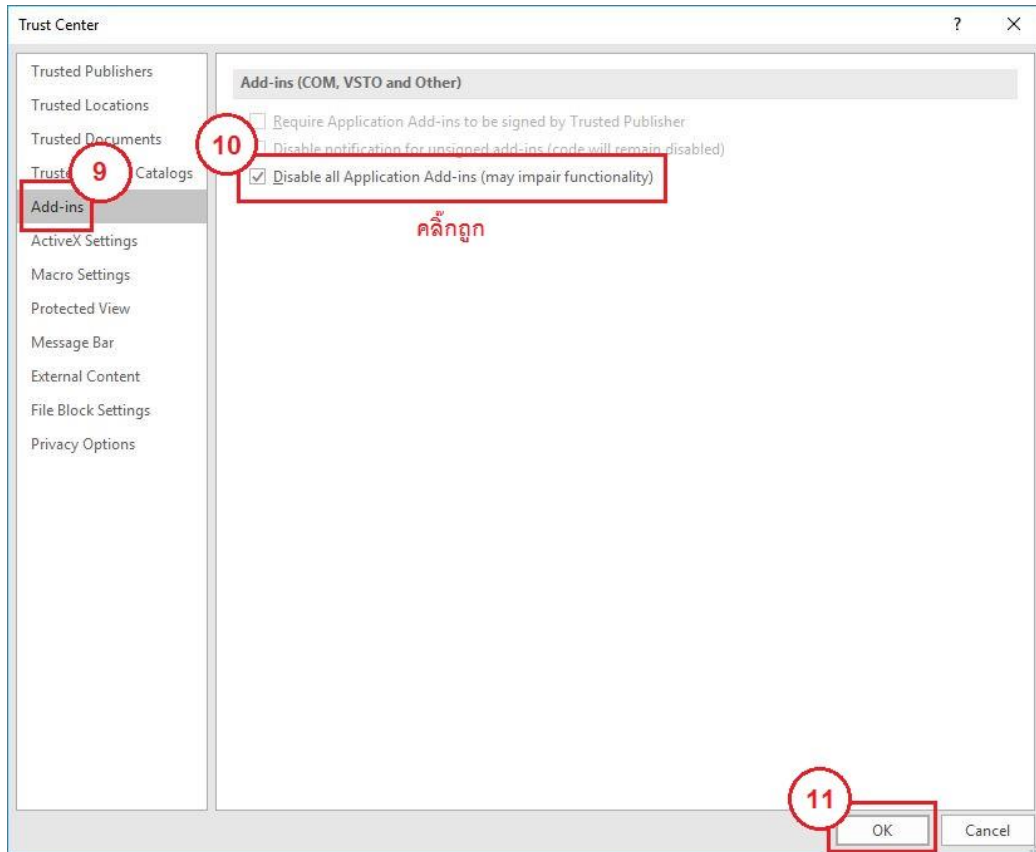 Trust Center
?
Trusted Publishers
Trusted Locations
Trusted Documents
Truste Catalogs
Add-ins
ActiveX Settings
Macro Settings
Protected View
Message Bar
External Content
File Block Settings
Privacy Options
9
Add-ins (COM, VSTO and Other)
Require Application Add-ins to be signed by Trusted Publisher
Disable notification for unsigned add-ins (code will remain disabled)
10
Disable all Application Add-ins (may impair functionality)
คลิ๊กถูก
11
OK
Cancel